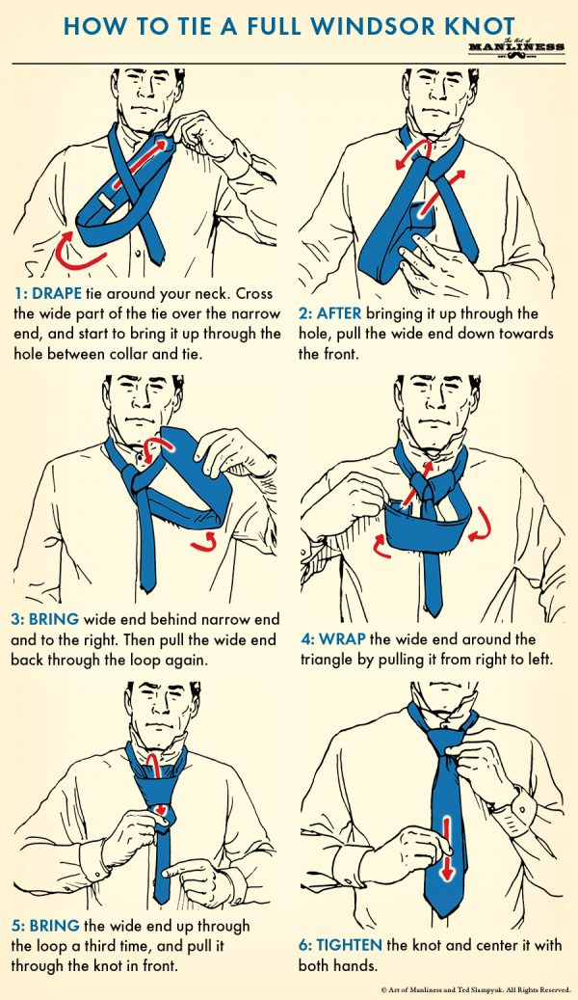 HOW TO TIE A FULL WINDSOR KNOT
The Art of
MANLINESS
EST. 2008
1: DRAPE tie around your neck. Cross
the wide part of the tie over the narrow
end, and start to bring it up through the
hole between collar and tie.
2: AFTER bringing it up through the
hole, pull the wide end down towards
the front.
3: BRING wide end behind narrow end
and to the right. Then pull the wide end
back through the loop again.
4: WRAP the wide end around the
triangle by pulling it from right to left.
5: BRING the wide end up through
the loop a third time, and pull it
through the knot in front.
6: TIGHTEN the knot and center it with
both hands.
© Art of Manliness and Ted Slampyak. All Rights Reserved.